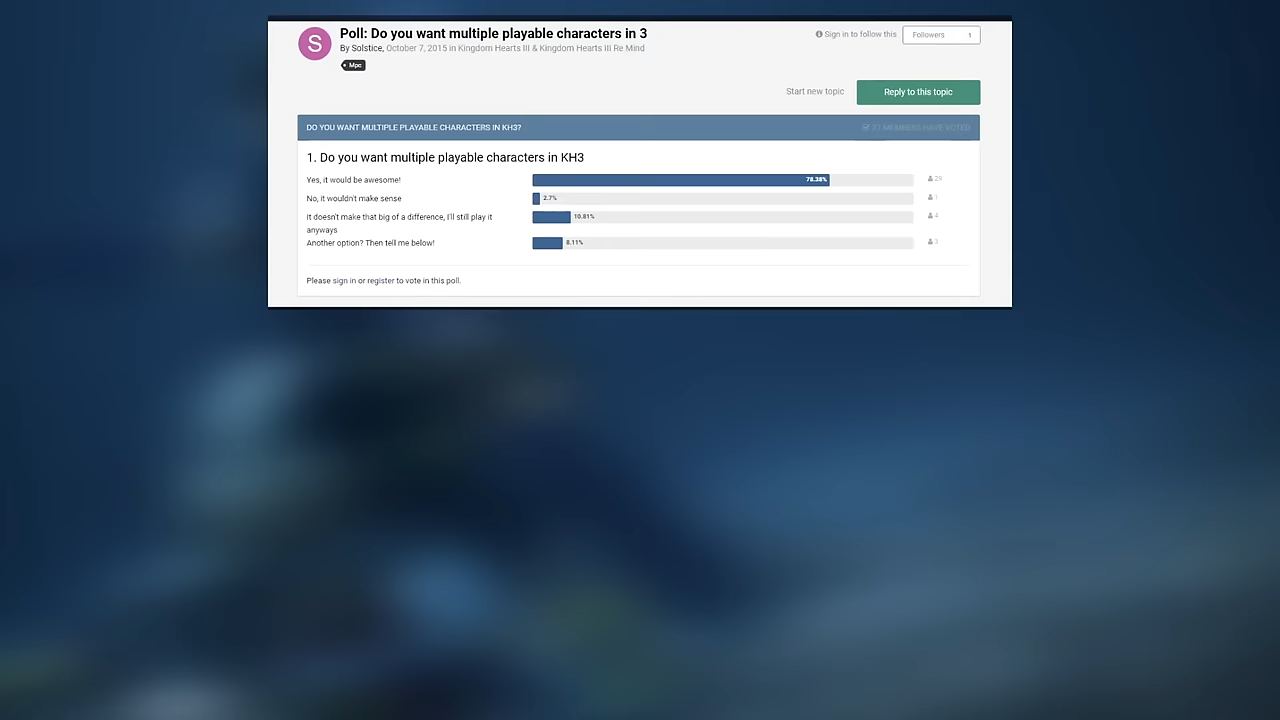 S
Poll: Do you want multiple playable characters in 3
By Solstice, October 7, 2015 in Kingdom Hearts III & Kingdom Hearts III Re Mind
Sign in to follow this
Followers 1
Mpc
Start new topic
Reply to this topic
DO YOU WANT MULTIPLE PLAYABLE CHARACTERS IN KH3?
MEMBERS HAVE VOTED
1. Do you want multiple playable characters in KH3
Yes, it would be awesome! 78.38% 29
No, it wouldn't make sense 2.7% 1
It doesn't make that big of a difference, I'll still play it 10.81% 4
anyways
Another option? Then tell me below! 8.11% 3
Please sign in or register to vote in this poll.